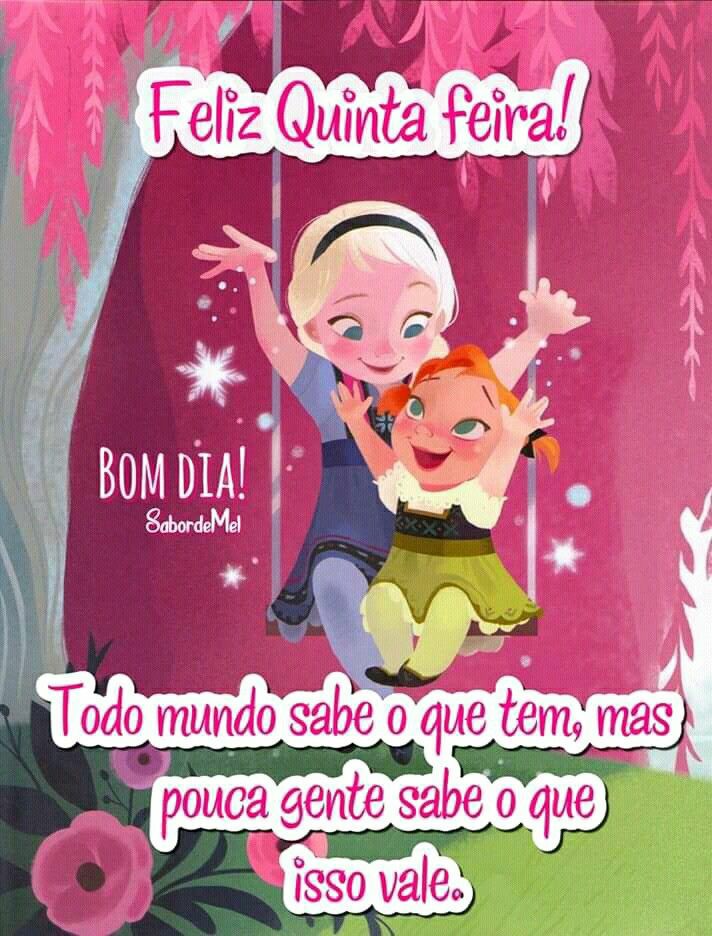 Feliz Quinta feira!
BOM DIA!
SabordeMel
Todo mundo sabe o que tem, mas
pouca gente sabe o que
isso vale.